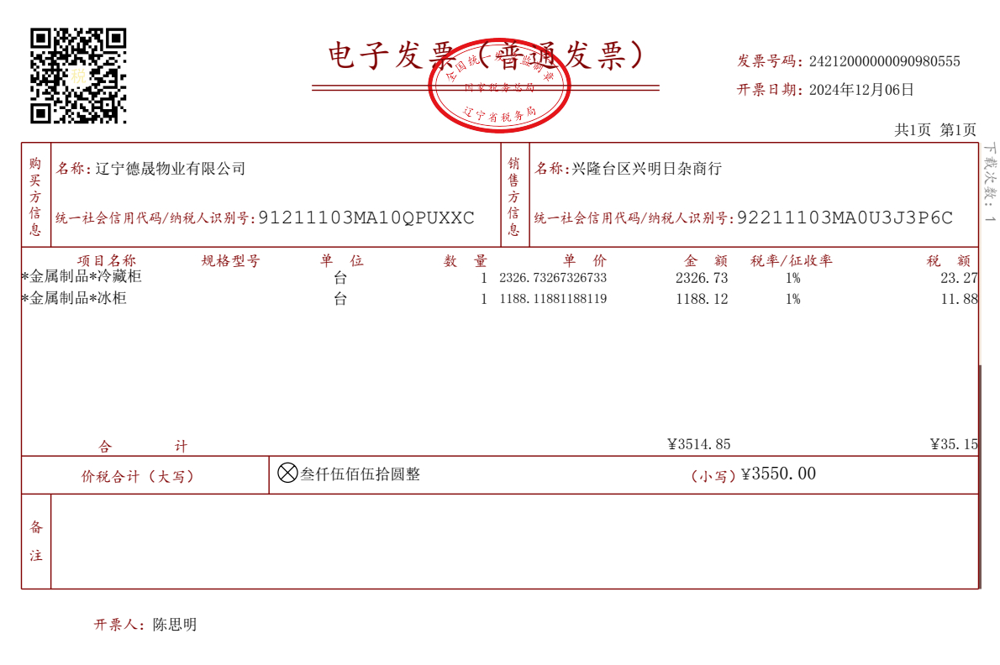 电子发票（普通发票）
全国统一发票监制章
国家税务总局
辽宁省税务局
税
发票号码：24212000000090980555
开票日期：2024年12月06日
共1页 第1页
下载次数：1
购买方信息
名称：辽宁德晟物业有限公司
统一社会信用代码/纳税人识别号：91211103MA10QPUXXC
销售方信息
名称：兴隆台区兴明日杂商行
统一社会信用代码/纳税人识别号：92211103MA0U3J3P6C
项目名称 规格型号 单位 数量 单价 金额 税率/征收率 税额
*金属制品*冷藏柜 台 1 2326.73267326733 2326.73 1% 23.27
*金属制品*冰柜 台 1 1188.11881188119 1188.12 1% 11.88
合计 ¥3514.85 ¥35.15
价税合计（大写） 叁仟伍佰伍拾圆整 （小写）¥3550.00
备注
开票人：陈思明